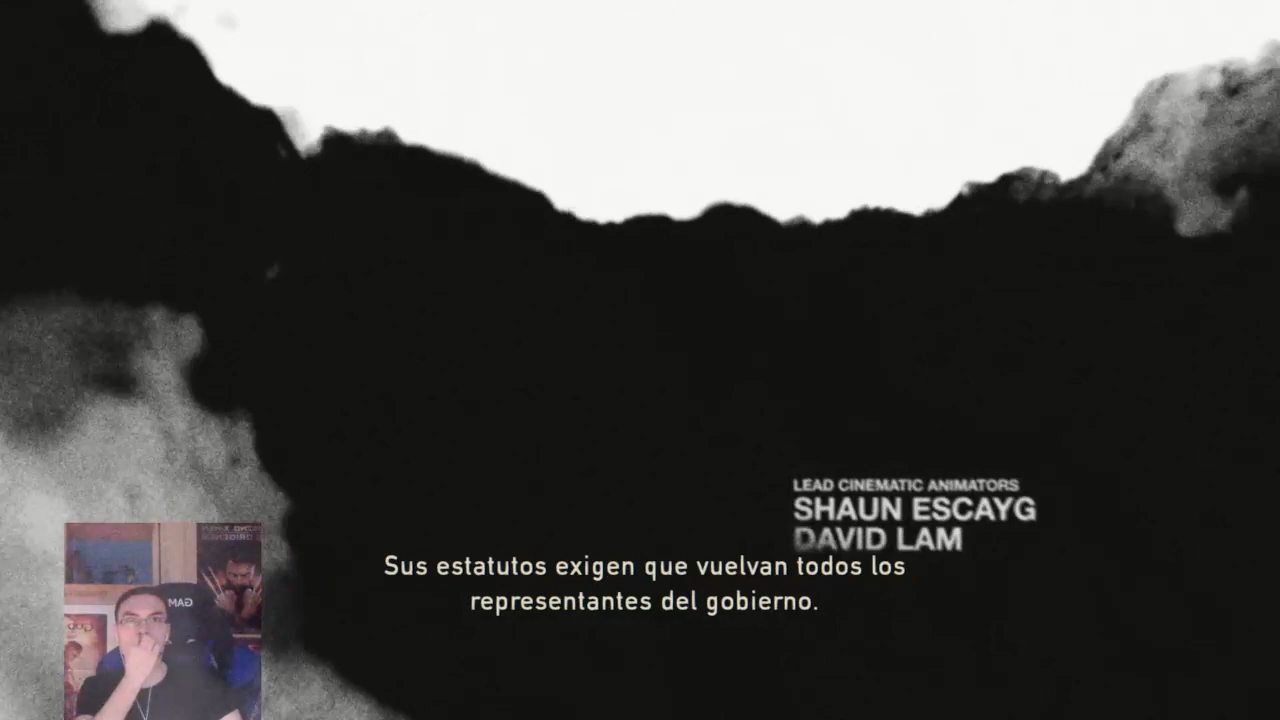 LEAD CINEMATIC ANIMATORS
SHAUN ESCAYG
DAVID LAM
Sus estatutos exigen que vuelvan todos los
representantes del gobierno.